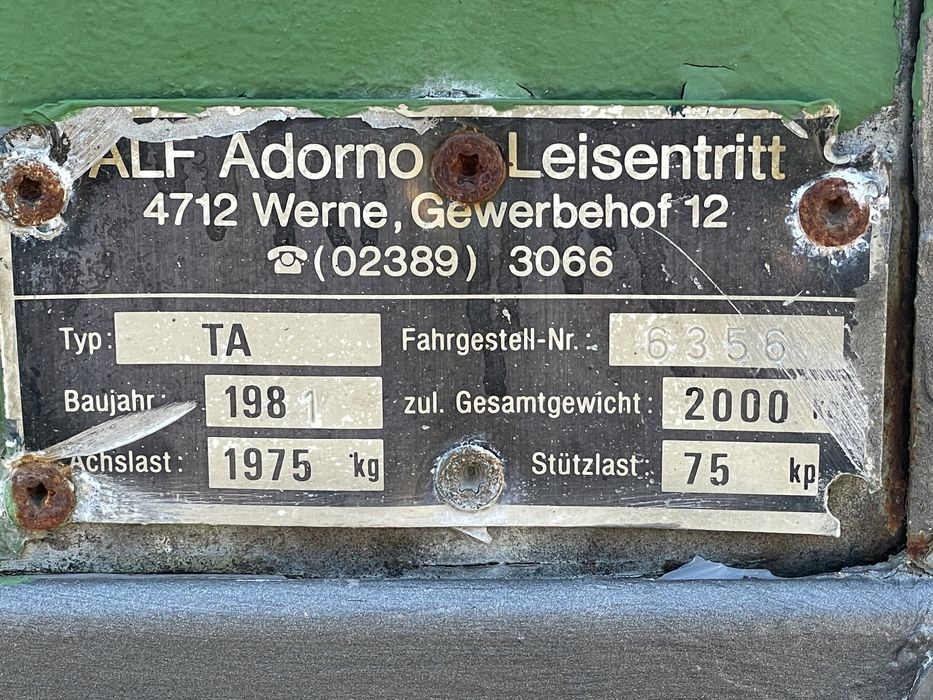 ALF Adorno Leisentritt
4712 Werne, Gewerbehof 12
☎(02389) 3066
Typ: TA Fahrgestell-Nr.: 6356
Baujahr: 1981 zul. Gesamtgewicht: 2000
Achslast: 1975 kg Stützlast: 75 kp